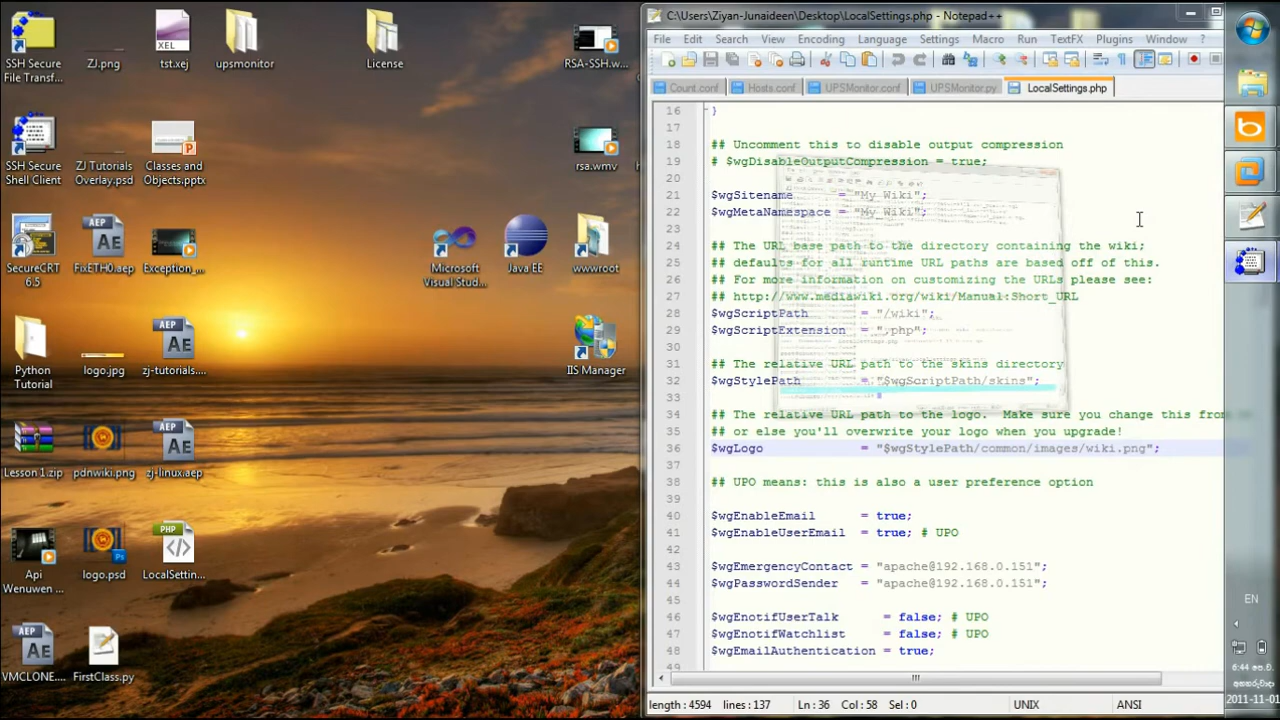 SSH Secure
File Transf...
ZJ.png
tst.xej
upsmonitor
License
RSA-SSH.w...
SSH Secure
Shell Client
ZJ Tutorials
Overlay.psd
Classes and
Objects.pptx
rsa.wmv
SecureCRT
6.5
FixETH0.aep
Exception_...
Microsoft
Visual Stud...
Java EE
wwwroot
Python
Tutorial
logo.jpg
zj-tutorials....
IIS Manager
Lesson 1.zip
pdnwiki.png
zj-linux.aep
Api
Wenuwen ...
logo.psd
LocalSettin...
VMCLONE....
FirstClass.py
C:\Users\Ziyan-Junaideen\Desktop\LocalSettings.php - Notepad++
File Edit Search View Encoding Language Settings Macro Run TextFX Plugins Window ?
Count.conf Hosts.conf UPSMonitor.conf UPSMonitor.py LocalSettings.php
16 }
17
18 ## Uncomment this to disable output compression
19 # $wgDisableOutputCompression = true;
20
21 $wgSitename = "My Wiki";
22 $wgMetaNamespace = "My Wiki";
23
24 ## The URL base path to the directory containing the wiki;
25 ## defaults for all runtime URL paths are based off of this.
26 ## For more information on customizing the URLs please see:
27 ## http://www.mediawiki.org/wiki/Manual:Short_URL
28 $wgScriptPath = "/wiki";
29 $wgScriptExtension = ".php";
30
31 ## The relative URL path to the skins directory
32 $wgStylePath = "$wgScriptPath/skins";
33
34 ## The relative URL path to the logo. Make sure you change this from
35 ## or else you'll overwrite your logo when you upgrade!
36 $wgLogo = "$wgStylePath/common/images/wiki.png";
37
38 ## UPO means: this is also a user preference option
39
40 $wgEnableEmail = true;
41 $wgEnableUserEmail = true; # UPO
42
43 $wgEmergencyContact = "apache@192.168.0.151";
44 $wgPasswordSender = "apache@192.168.0.151";
45
46 $wgEnotifUserTalk = false; # UPO
47 $wgEnotifWatchlist = false; # UPO
48 $wgEmailAuthentication = true;
49
length : 4594 lines : 137 Ln : 36 Col : 58 Sel : 0 UNIX ANSI
EN
6:44 ප.ව.
අඟහරුවාදා
2011-11-01